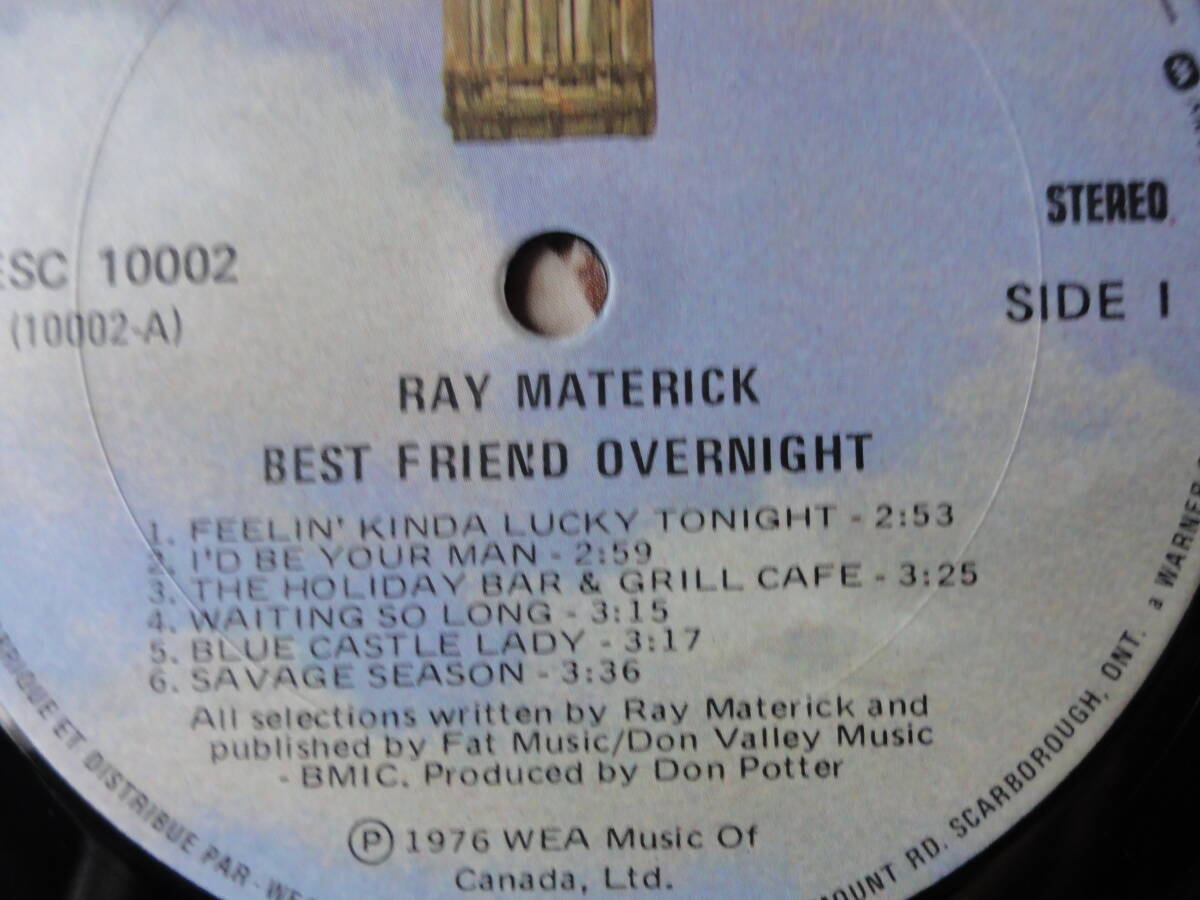 STEREO
ESC 10002
(10002-A)
SIDE I
RAY MATERICK
BEST FRIEND OVERNIGHT
1. FEELIN' KINDA LUCKY TONIGHT - 2:53
2. I'D BE YOUR MAN - 2:59
3. THE HOLIDAY BAR & GRILL CAFE - 3:25
4. WAITING SO LONG - 3:15
5. BLUE CASTLE LADY - 3:17
6. SAVAGE SEASON - 3:36
All selections written by Ray Materick and
published by Fat Music/Don Valley Music
- BMIC. Produced by Don Potter
Ⓟ 1976 WEA Music Of
Canada, Ltd.
ET DISTRIBUE PAR - WE
MOUNT RD. SCARBOROUGH, ONT. a WARNER